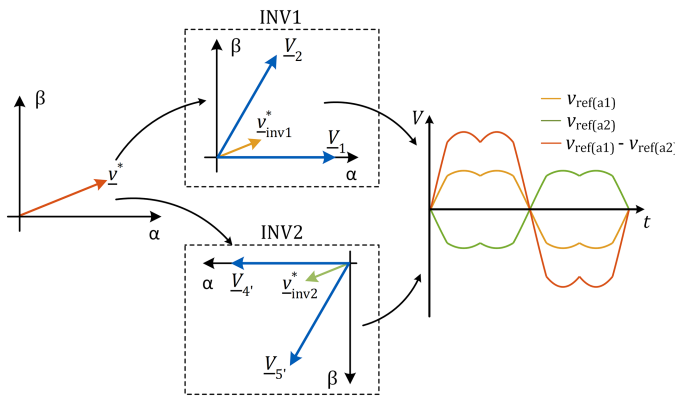 INV1
β
V₂
v*inv1
V₁
α
β
v*
α
INV2
α
V₄'
v*inv2
V₅'
β
V
t
vref(a1)
vref(a2)
vref(a1) - vref(a2)